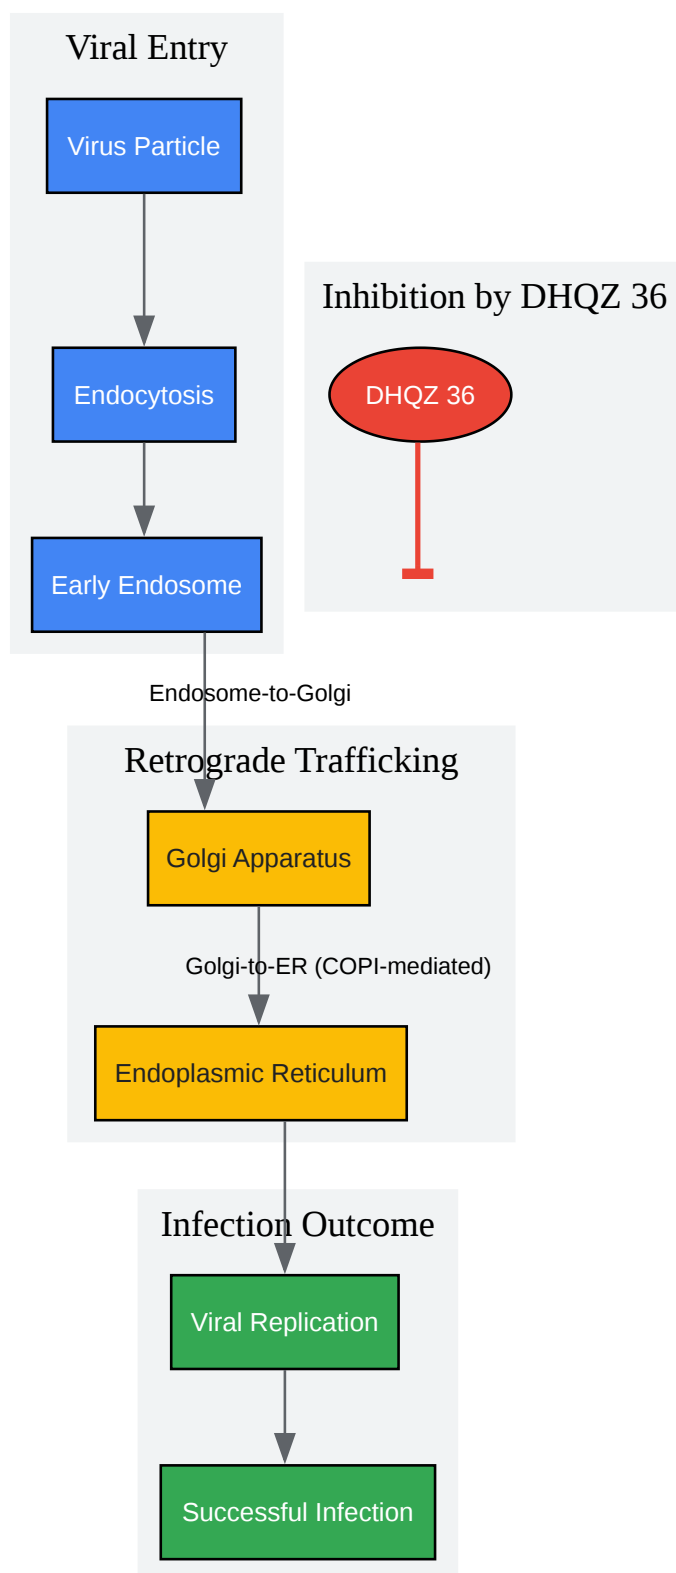 Viral Entry
Virus Particle
Inhibition by DHQZ 36
Endocytosis
DHQZ 36
Early Endosome
Endosome-to-Golgi
Retrograde Trafficking
Golgi Apparatus
Golgi-to-ER (COPI-mediated)
Endoplasmic Reticulum
Infection Outcome
Viral Replication
Successful Infection